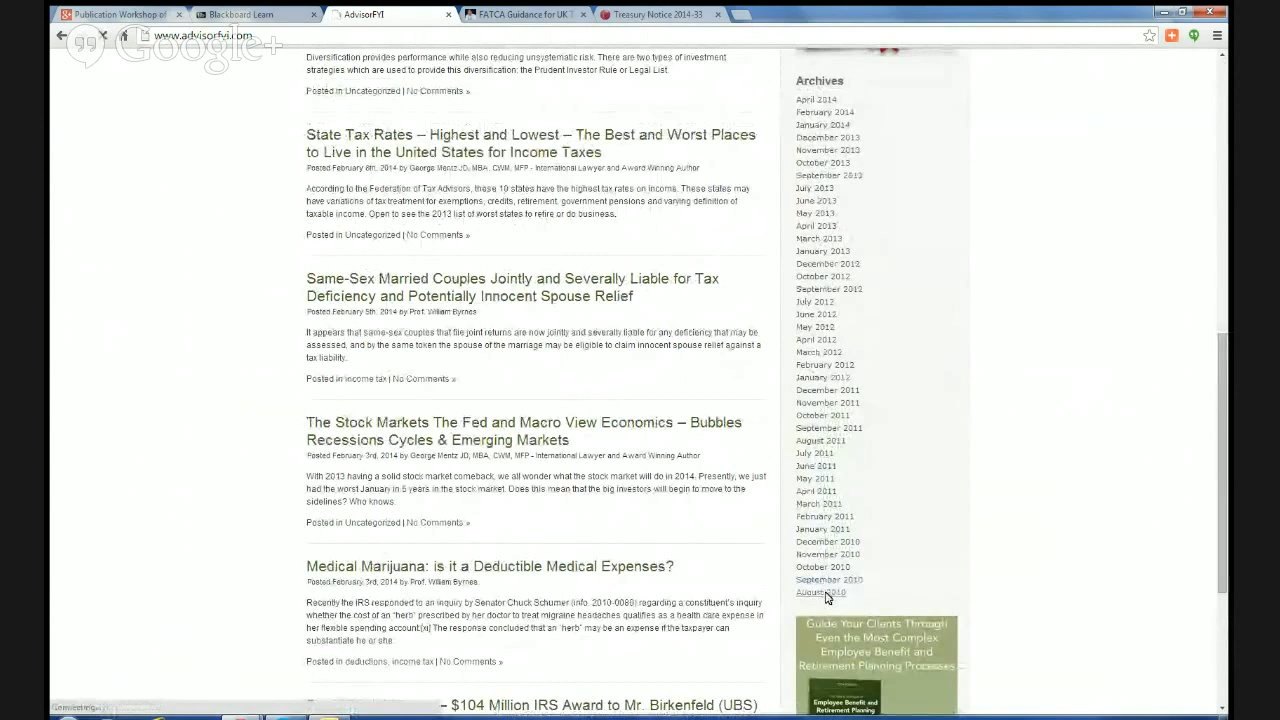 Publication Workshop of
Blackboard Learn
AdvisorFYI
FATCA Guidance for UK T
Treasury Notice 2014-33
www.advisorfyi.com
Google+
Diversification provides performance while also reducing unsystematic risk. There are two types of investment
strategies which are used to provide this diversification: the Prudent Investor Rule or Legal List.
Posted in Uncategorized | No Comments »
State Tax Rates – Highest and Lowest – The Best and Worst Places
to Live in the United States for Income Taxes
Posted February 6th, 2014 by George Mentz JD, MBA, CWM, MFP - International Lawyer and Award Winning Author
According to the Federation of Tax Advisors, these 10 states have the highest tax rates on income. These states may
have variations of tax treatment for exemptions, credits, retirement, government pensions and varying definition of
taxable income. Open to see the 2013 list of worst states to retire or do business.
Posted in Uncategorized | No Comments »
Same-Sex Married Couples Jointly and Severally Liable for Tax
Deficiency and Potentially Innocent Spouse Relief
Posted February 5th, 2014 by Prof. William Byrnes
It appears that same-sex couples that file joint returns are now jointly and severally liable for any deficiency that may be
assessed, and by the same token the spouse of the marriage may be eligible to claim innocent spouse relief against a
tax liability.
Posted in income tax | No Comments »
The Stock Markets The Fed and Macro View Economics – Bubbles
Recessions Cycles & Emerging Markets
Posted February 3rd, 2014 by George Mentz JD, MBA, CWM, MFP - International Lawyer and Award Winning Author
With 2013 having a solid stock market comeback, we all wonder what the stock market will do in 2014. Presently, we just
had the worst January in 5 years in the stock market. Does this mean that the big investors will begin to move to the
sidelines? Who knows.
Posted in Uncategorized | No Comments »
Medical Marijuana: is it a Deductible Medical Expenses?
Posted February 3rd, 2014 by Prof. William Byrnes
Recently the IRS responded to an inquiry by Senator Chuck Schumer (info. 2010-0080) regarding a constituent's inquiry
whether the cost of an "herb" prescribed by her doctor to treat migraine headaches qualifies as a health care expense in
her flexible spending account.[xi] The response concluded that an "herb" may be an expense if the taxpayer can
substantiate he or she:
Posted in deductions, income tax | No Comments »
– $104 Million IRS Award to Mr. Birkenfeld (UBS)
Archives
April 2014
February 2014
January 2014
December 2013
November 2013
October 2013
September 2013
July 2013
June 2013
May 2013
April 2013
March 2013
January 2013
December 2012
October 2012
September 2012
July 2012
June 2012
May 2012
April 2012
March 2012
February 2012
January 2012
December 2011
November 2011
October 2011
September 2011
August 2011
July 2011
June 2011
May 2011
April 2011
March 2011
February 2011
January 2011
December 2010
November 2010
October 2010
September 2010
August 2010
Guide Your Clients Through
Even the Most Complex
Employee Benefit and
Retirement Planning Processes
Employee Benefit and
Retirement Planning
Connecting...